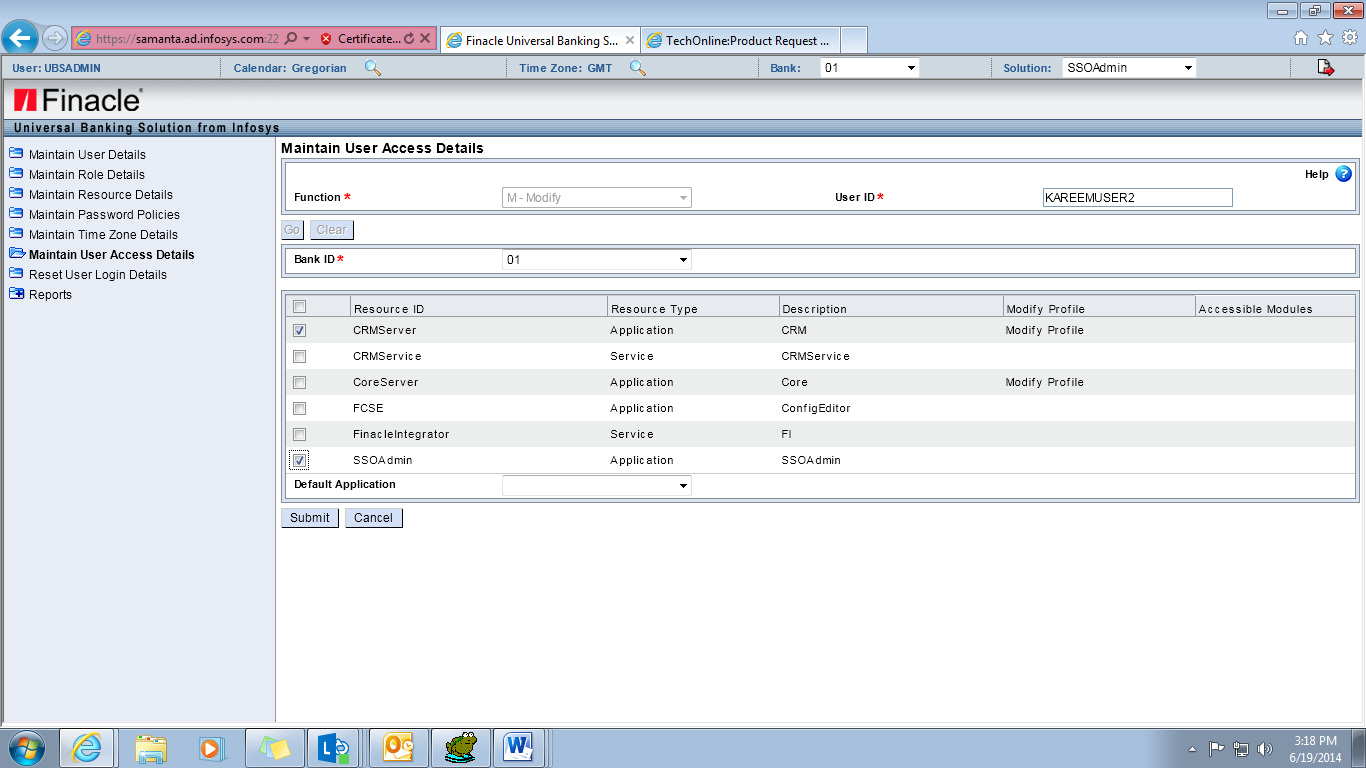 https://samanta.ad.infosys.com:22 Certificate... Finacle Universal Banking S... TechOnline:Product Request ...
User: UBSADMIN Calendar: Gregorian Time Zone: GMT Bank: 01 Solution: SSOAdmin
Finacle
Universal Banking Solution from Infosys
Maintain User Details
Maintain Role Details
Maintain Resource Details
Maintain Password Policies
Maintain Time Zone Details
Maintain User Access Details
Reset User Login Details
Reports
Maintain User Access Details
Help ?
Function * M - Modify User ID * KAREEMUSER2
Go Clear
Bank ID * 01
Resource ID Resource Type Description Modify Profile Accessible Modules
CRMServer Application CRM Modify Profile
CRMService Service CRMService
CoreServer Application Core Modify Profile
FCSE Application ConfigEditor
FinacleIntegrator Service FI
SSOAdmin Application SSOAdmin
Default Application
Submit Cancel
3:18 PM
6/19/2014